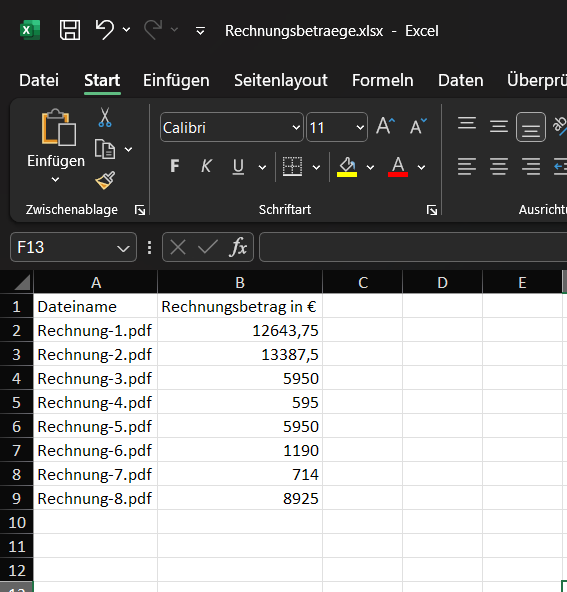 Rechnungsbetraege.xlsx - Excel
Datei Start Einfügen Seitenlayout Formeln Daten Überprü
Einfügen
Calibri 11 A A
F K U A
Zwischenablage Schriftart Ausricht
F13 fx
A B C D E
1 Dateiname Rechnungsbetrag in €
2 Rechnung-1.pdf 12643,75
3 Rechnung-2.pdf 13387,5
4 Rechnung-3.pdf 5950
5 Rechnung-4.pdf 595
6 Rechnung-5.pdf 5950
7 Rechnung-6.pdf 1190
8 Rechnung-7.pdf 714
9 Rechnung-8.pdf 8925
10
11
12